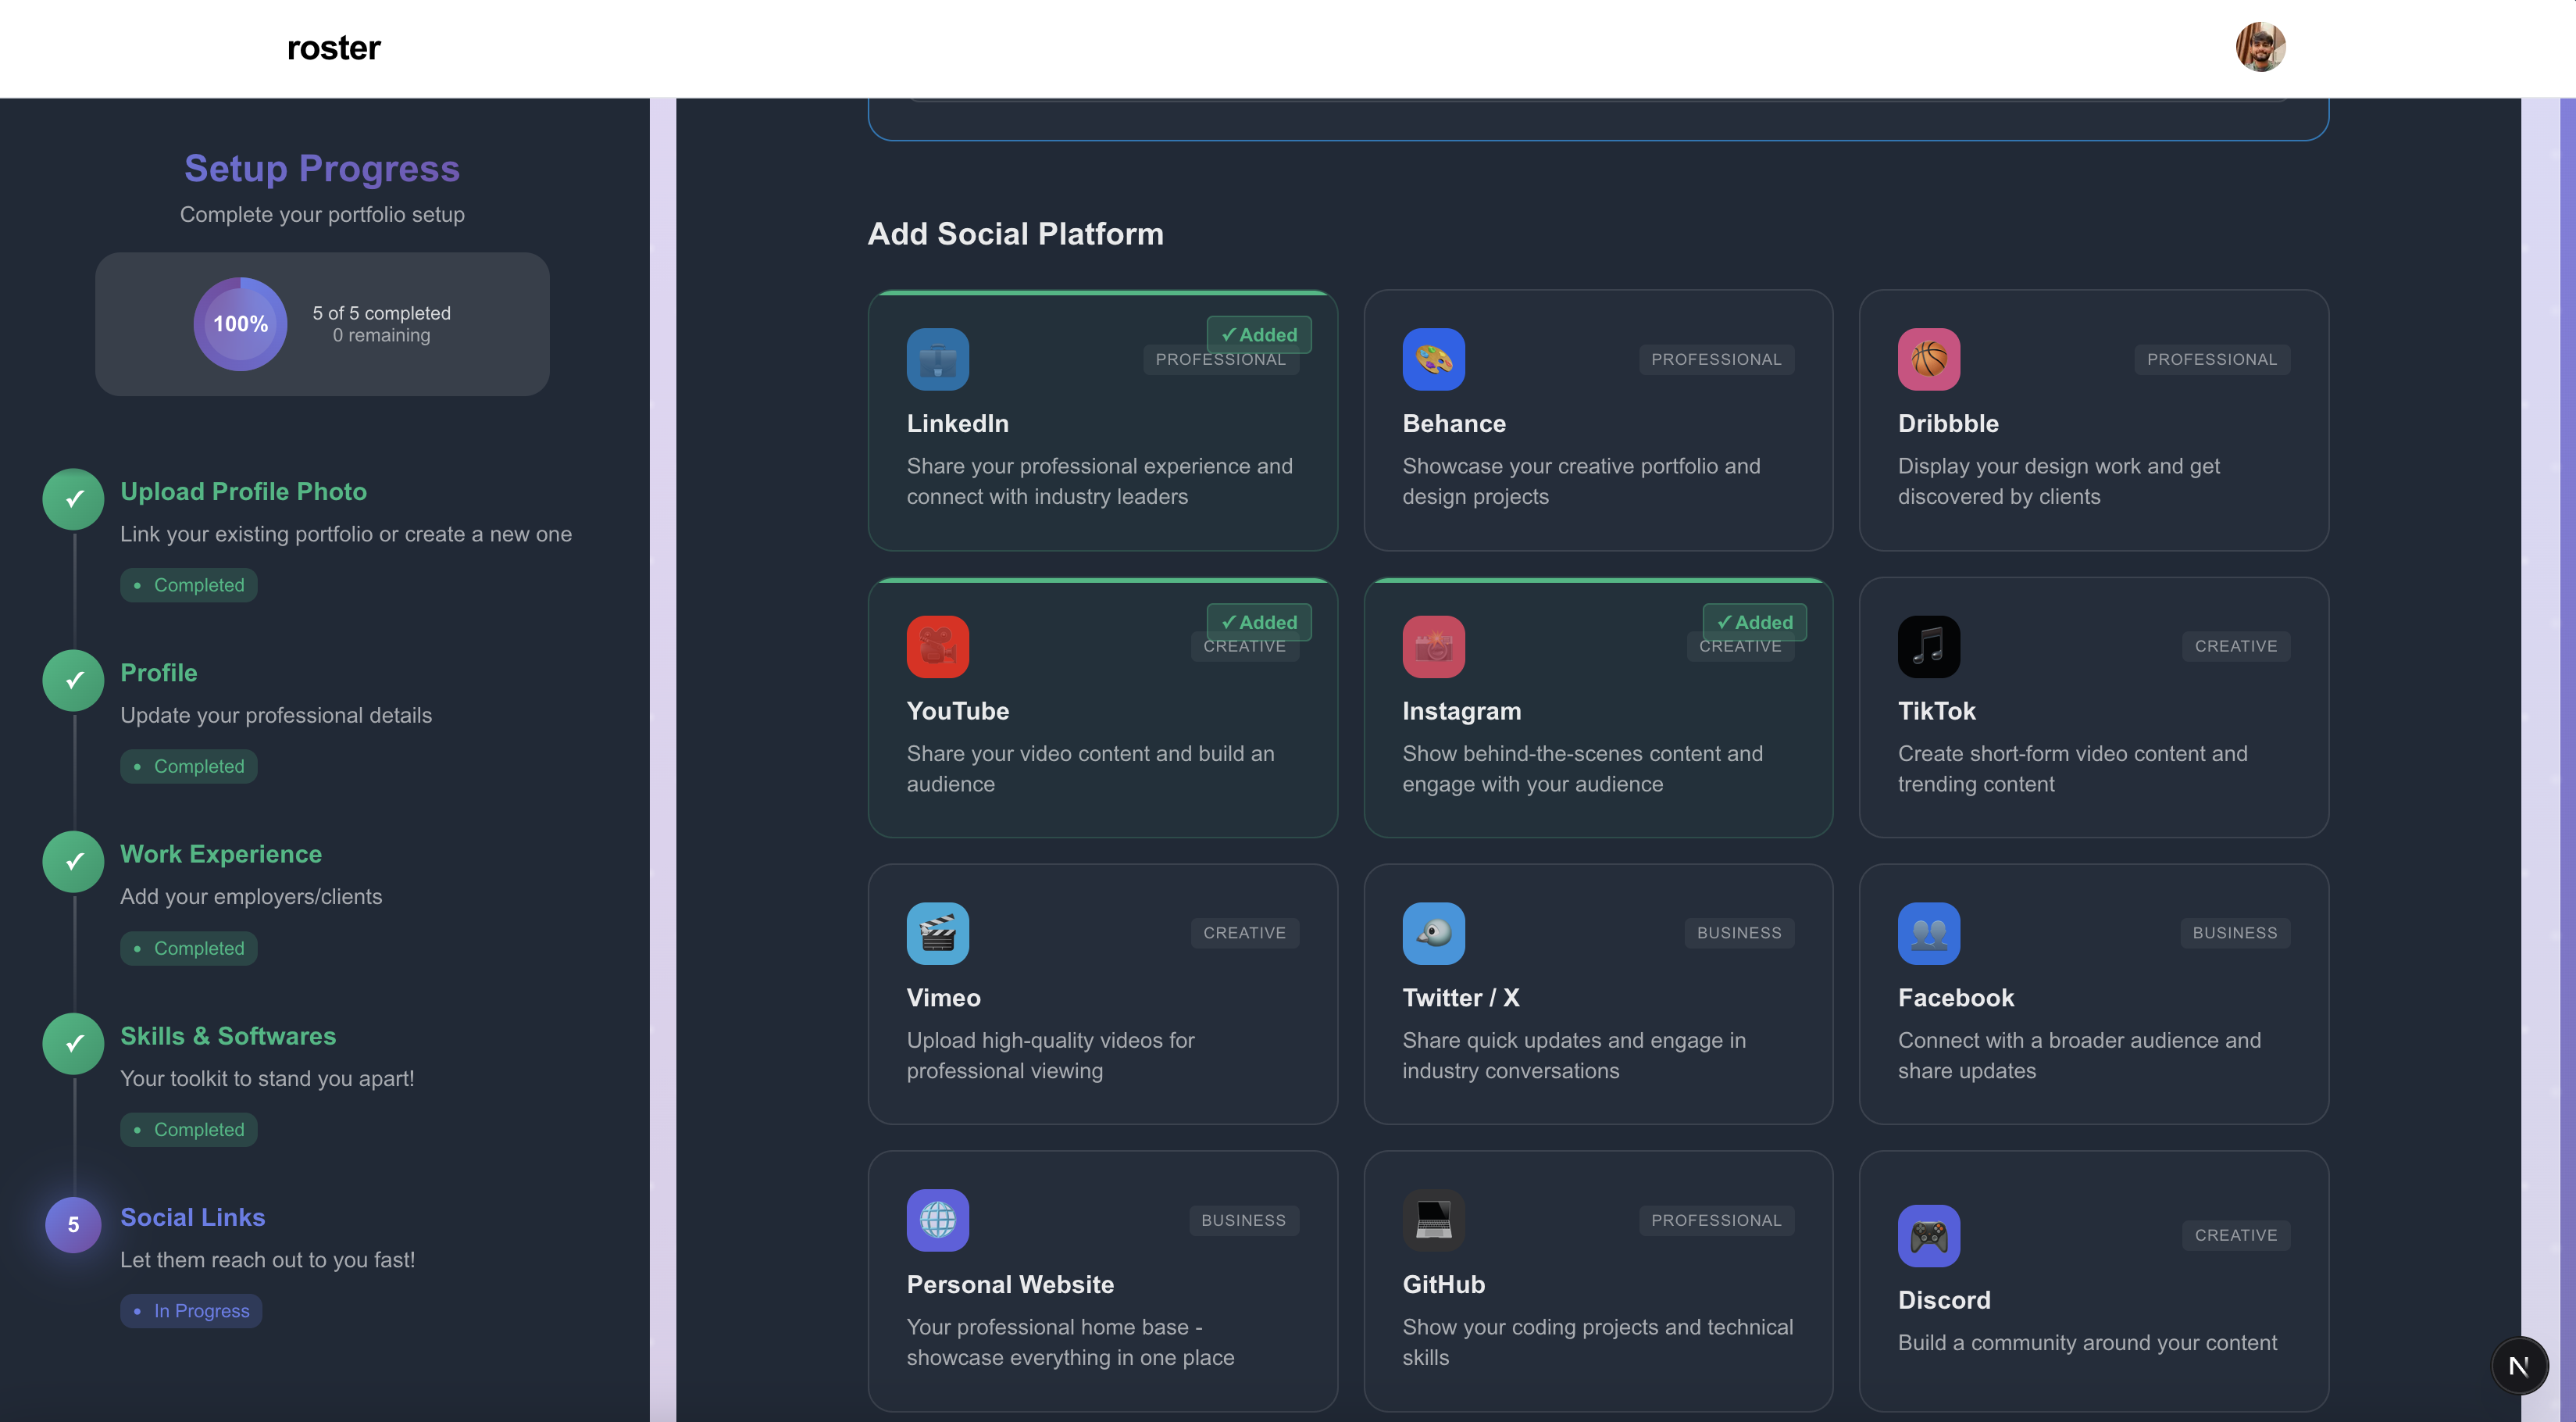 roster
Setup Progress
Complete your portfolio setup
100%
5 of 5 completed
0 remaining
Upload Profile Photo
Link your existing portfolio or create a new one
• Completed
Profile
Update your professional details
• Completed
Work Experience
Add your employers/clients
• Completed
Skills & Softwares
Your toolkit to stand you apart!
• Completed
5
Social Links
Let them reach out to you fast!
• In Progress
Add Social Platform
✓ Added
PROFESSIONAL
LinkedIn
Share your professional experience and
connect with industry leaders
PROFESSIONAL
Behance
Showcase your creative portfolio and
design projects
PROFESSIONAL
Dribbble
Display your design work and get
discovered by clients
✓ Added
CREATIVE
YouTube
Share your video content and build an
audience
✓ Added
CREATIVE
Instagram
Show behind-the-scenes content and
engage with your audience
CREATIVE
TikTok
Create short-form video content and
trending content
CREATIVE
Vimeo
Upload high-quality videos for
professional viewing
BUSINESS
Twitter / X
Share quick updates and engage in
industry conversations
BUSINESS
Facebook
Connect with a broader audience and
share updates
BUSINESS
Personal Website
Your professional home base -
showcase everything in one place
PROFESSIONAL
GitHub
Show your coding projects and technical
skills
CREATIVE
Discord
Build a community around your content
N